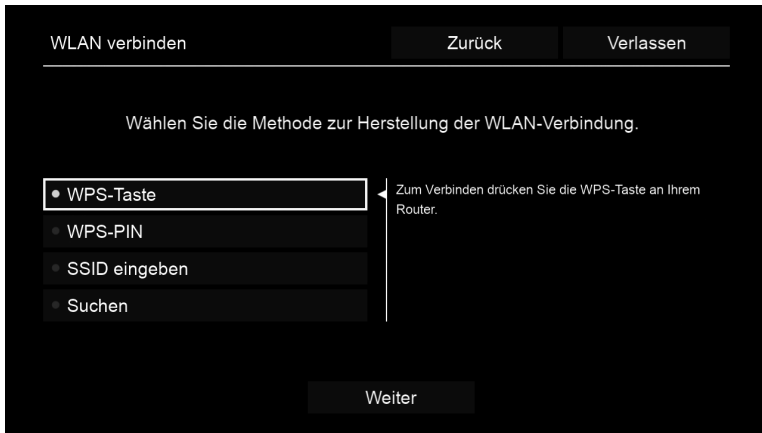 WLAN verbinden
Zurück
Verlassen
Wählen Sie die Methode zur Herstellung der WLAN-Verbindung.
WPS-Taste
WPS-PIN
SSID eingeben
Suchen
Zum Verbinden drücken Sie die WPS-Taste an Ihrem
Router.
Weiter